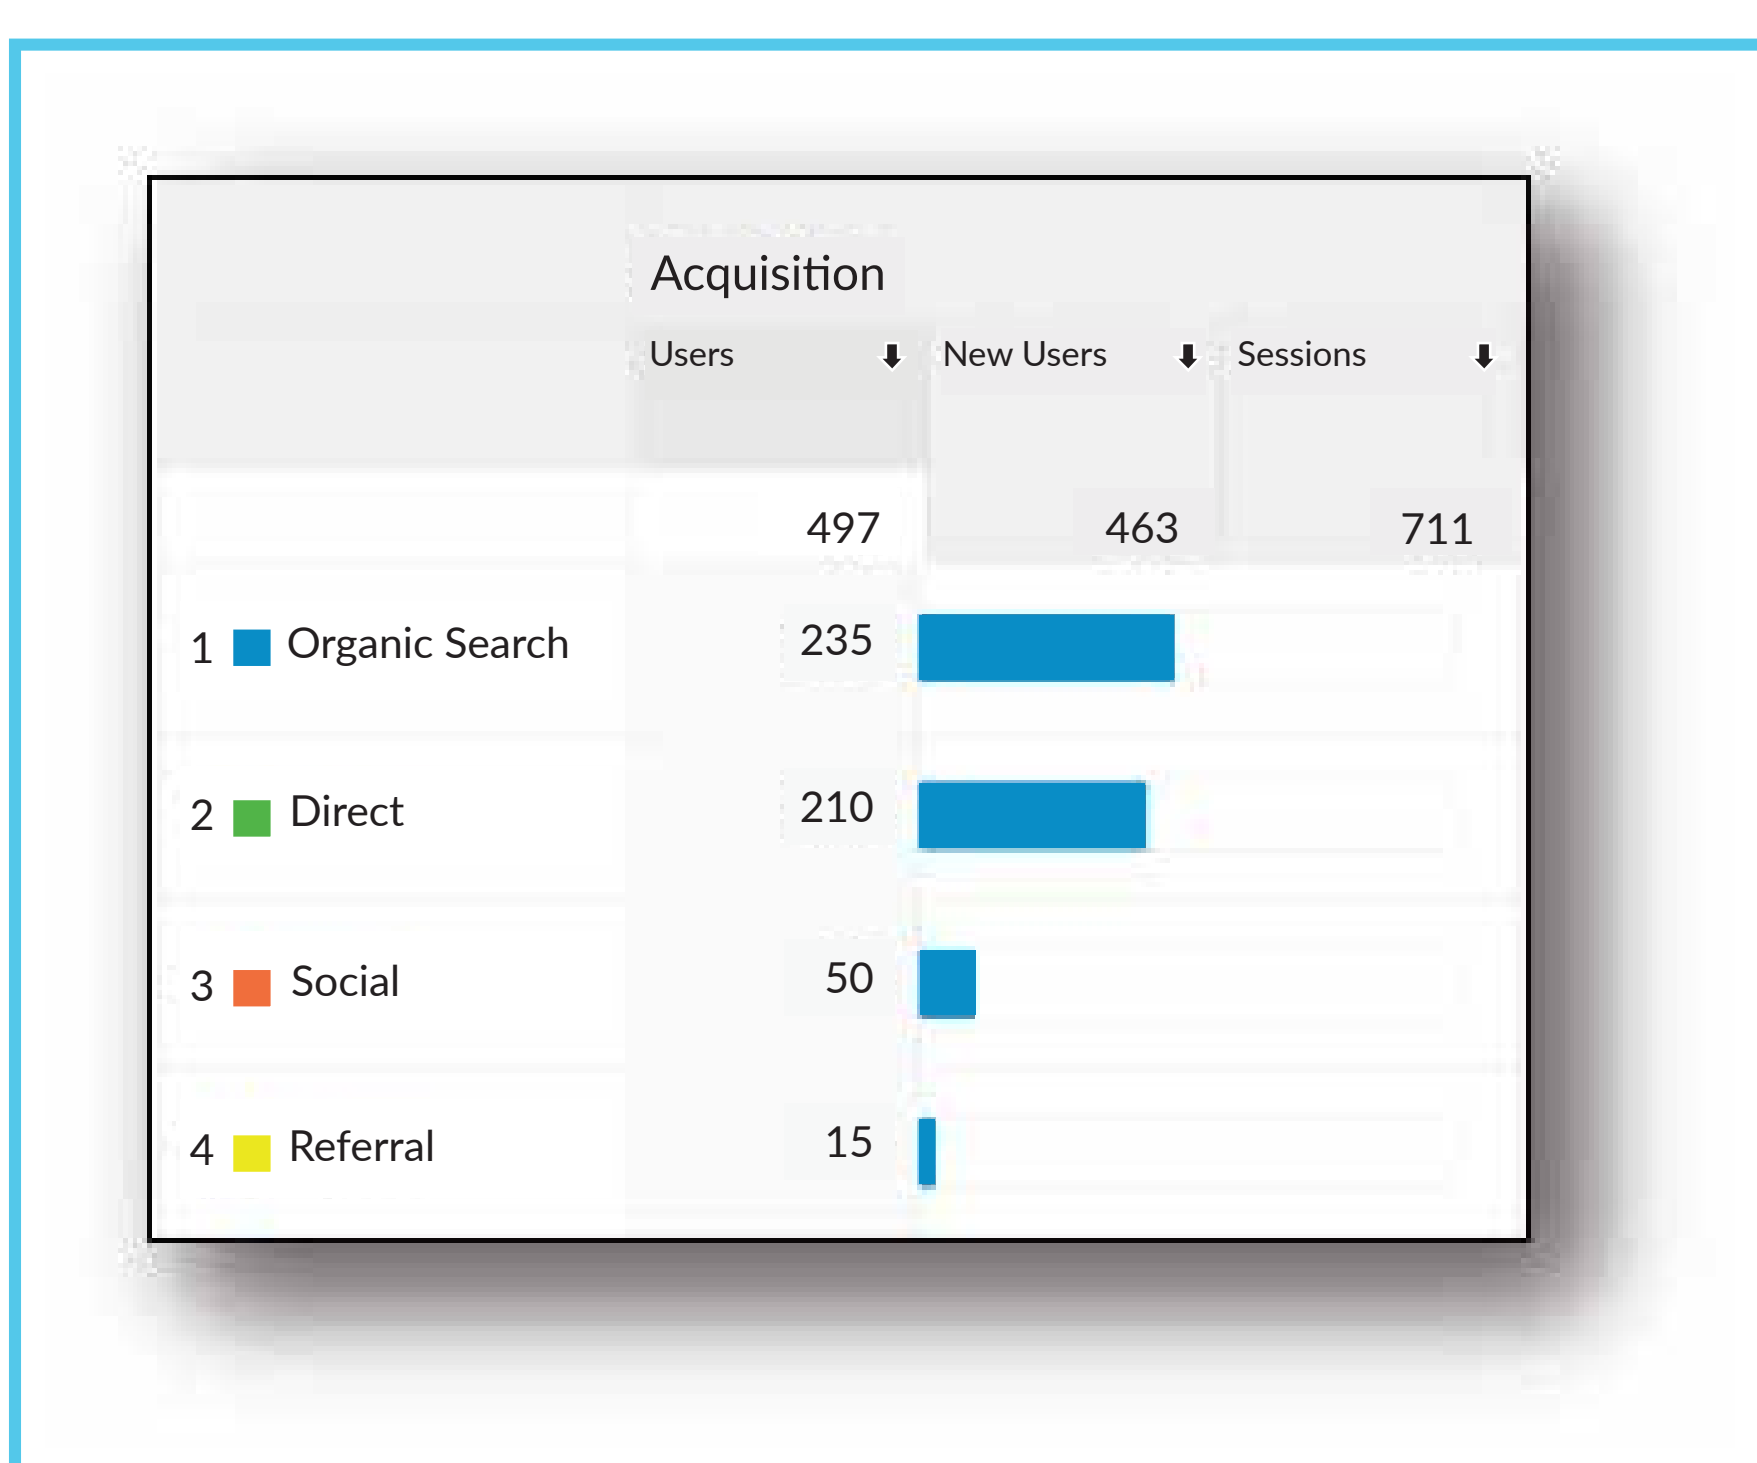 Acquisition
Users New Users Sessions
497 463 711
1 Organic Search 235
2 Direct 210
3 Social 50
4 Referral 15